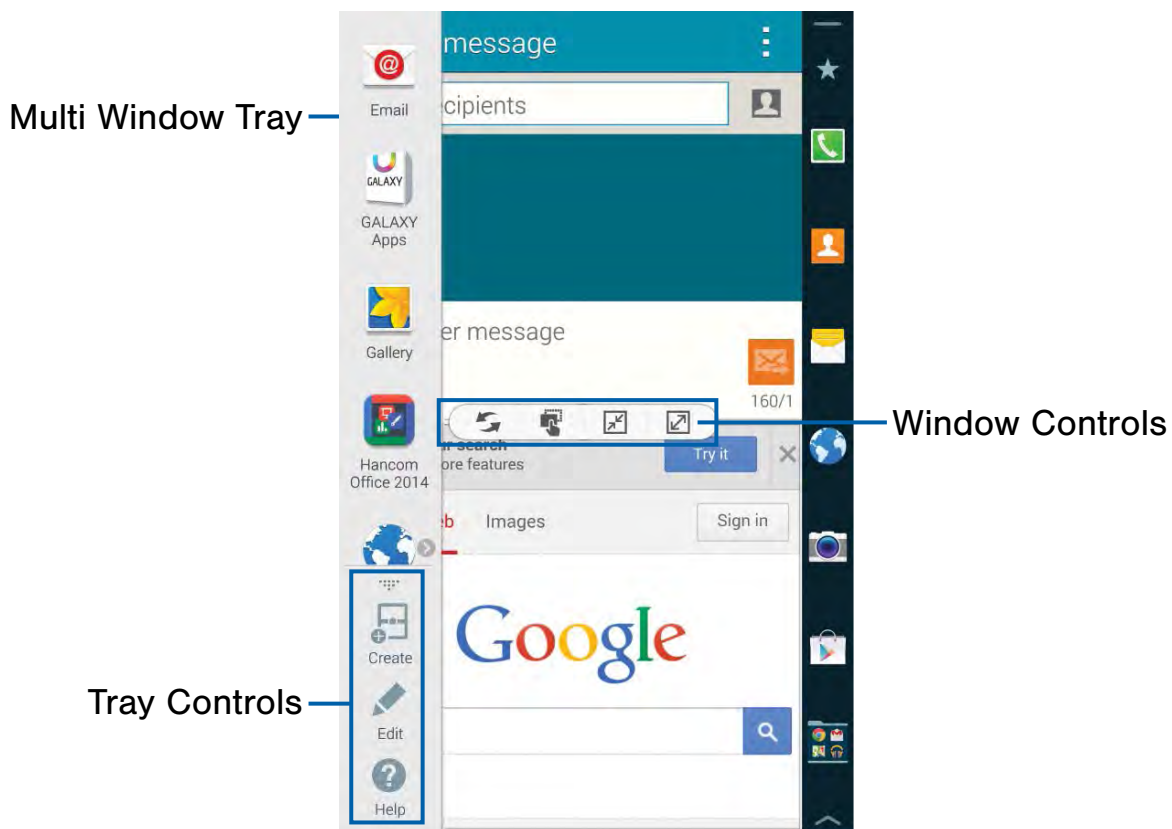 message
Email
cipients
Multi Window Tray
GALAXY
GALAXY
Apps
er message
Gallery
160/1
Window Controls
Hancom
Office 2014
r search
ore features
Try it
b
Images
Sign in
Create
Google
Tray Controls
Edit
Help